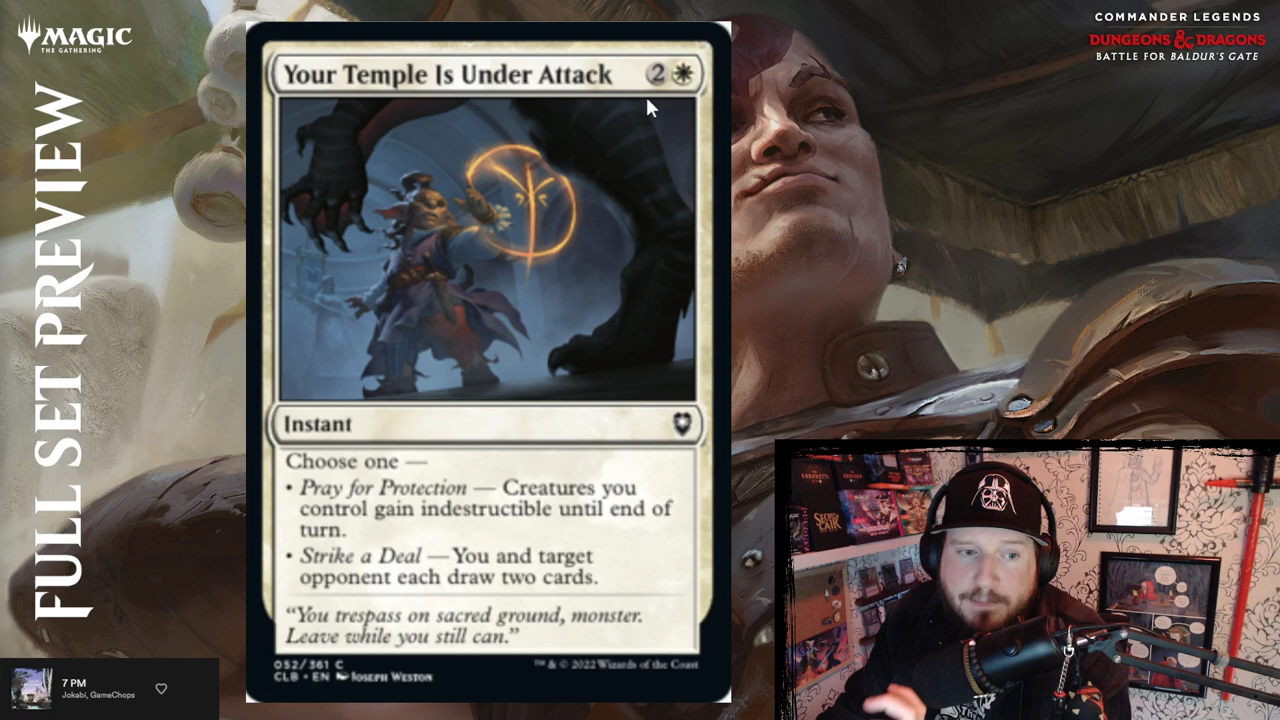 MAGIC
THE GATHERING
FULL SET PREVIEW
COMMANDER LEGENDS
DUNGEONS & DRAGONS
BATTLE FOR BALDUR'S GATE
Your Temple Is Under Attack 2
Instant
Choose one —
• Pray for Protection — Creatures you
control gain indestructible until end of
turn.
• Strike a Deal —You and target
opponent each draw two cards.
“You trespass on sacred ground, monster.
Leave while you still can.”
052/361 C
™ & © 2022 Wizards of the Coast
CLB • EN Joseph Weston
7 PM
Jokabi, GameChops
SECRET
LAIR